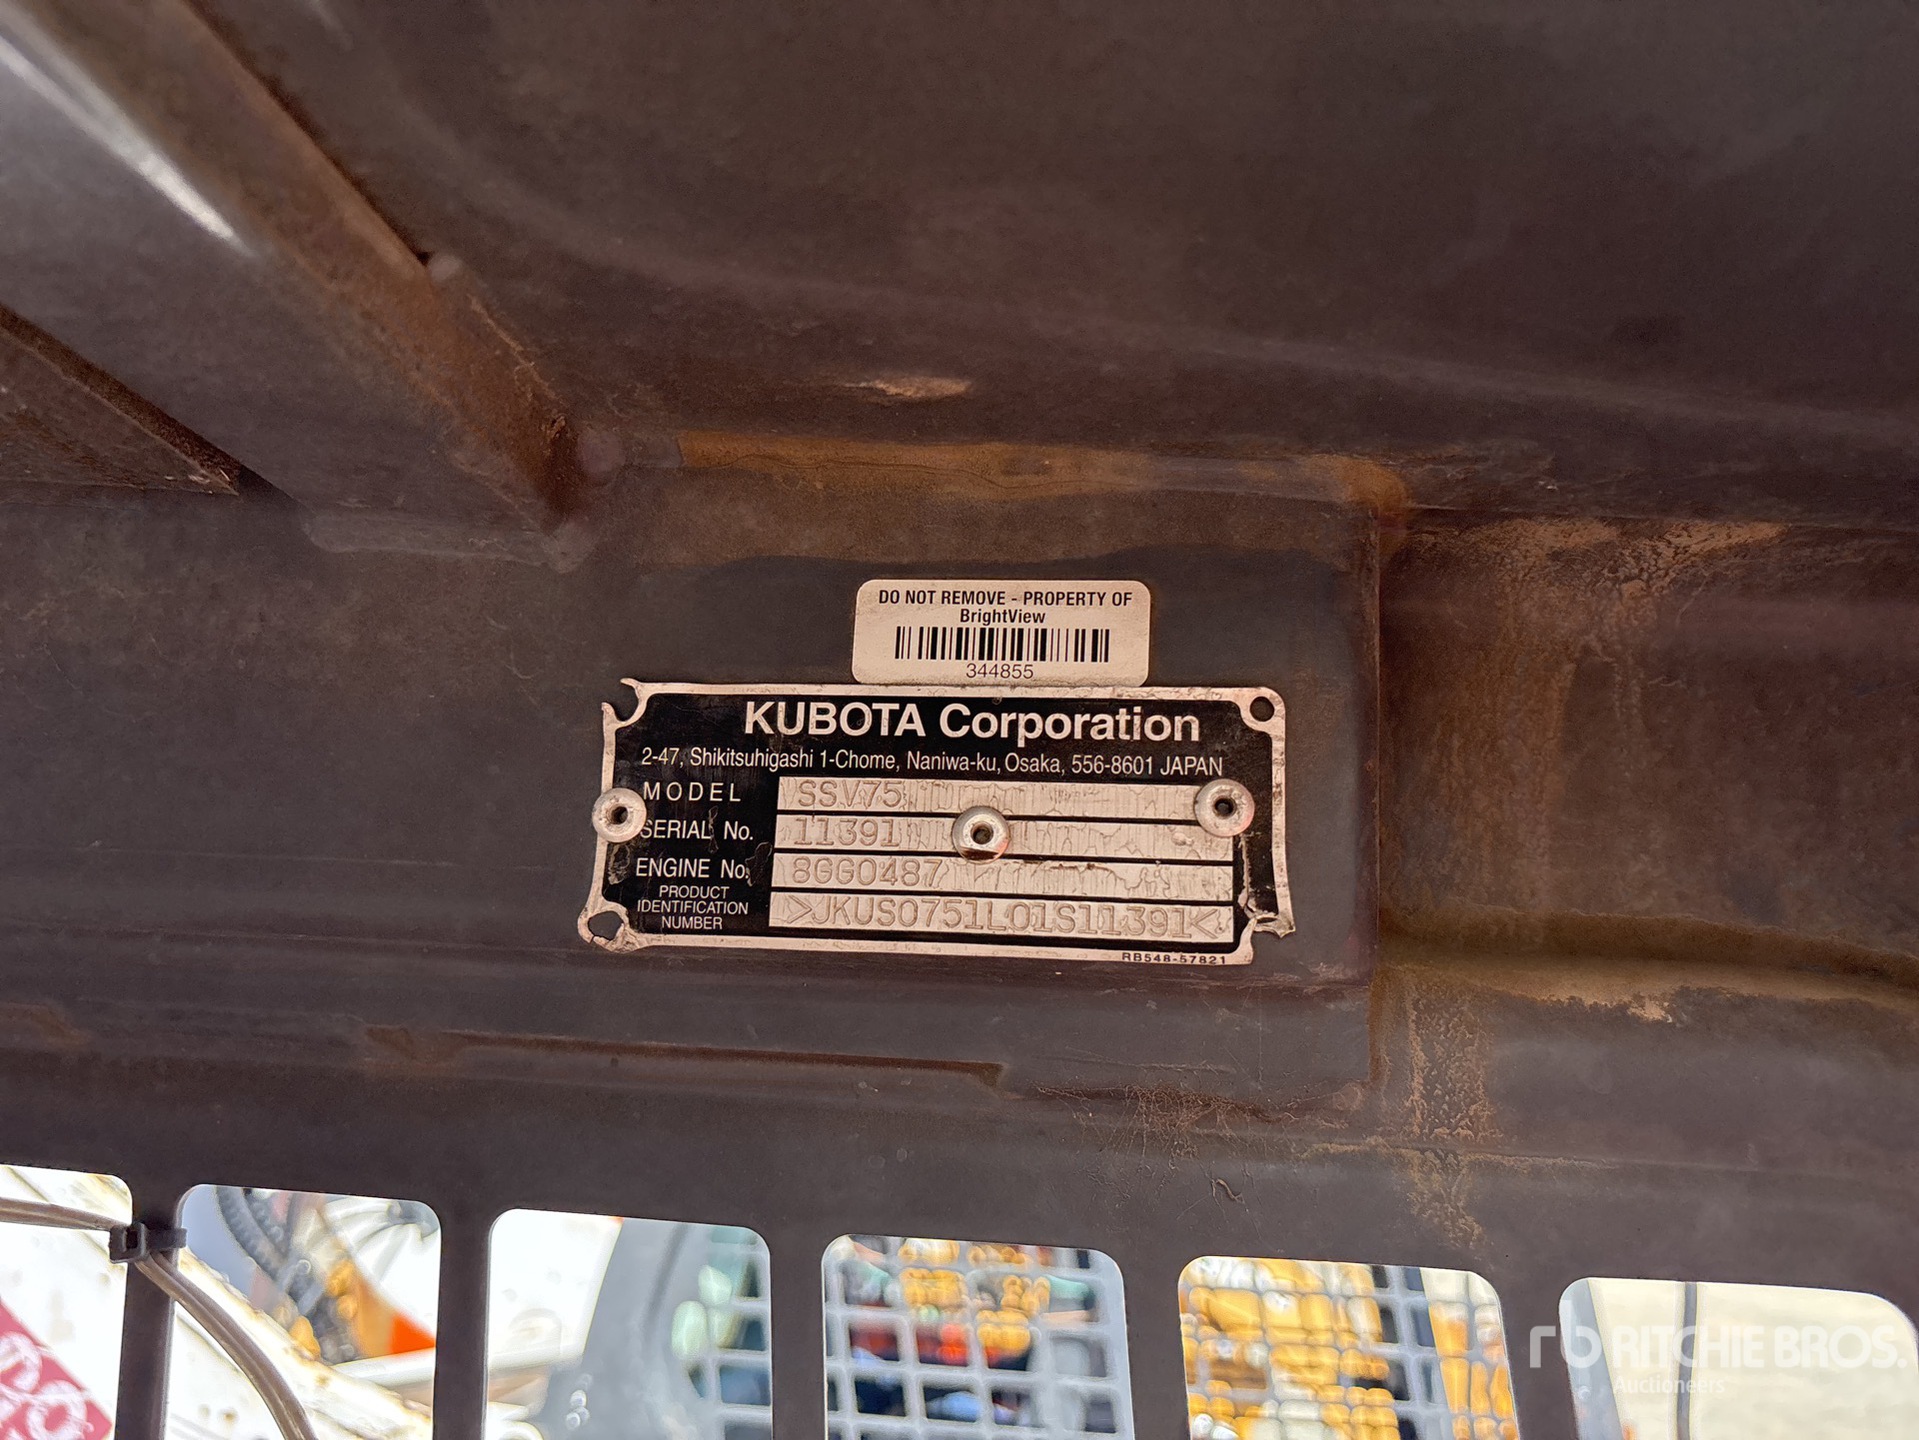 DO NOT REMOVE - PROPERTY OF
BrightView
344855
KUBOTA Corporation
2-47, Shikitsuhigashi 1-Chome, Naniwa-ku, Osaka, 556-8601 JAPAN
MODEL SSV75
SERIAL No. 11391
ENGINE No. 8GG0487
PRODUCT
IDENTIFICATION
NUMBER
>JKUS0751L01S11391<
RB548-57821
RITCHIE BROS.
Auctioneers